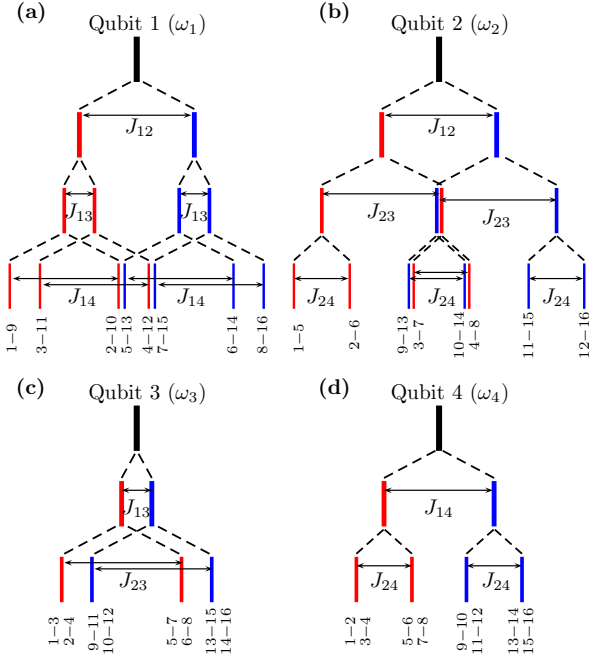 (a)
Qubit 1 (ω₁)
J₁₂
J₁₃
J₁₃
J₁₄
J₁₄
1−9
3−11
2−10
5−13
4−12
7−15
6−14
8−16
(b)
Qubit 2 (ω₂)
J₁₂
J₂₃
J₂₃
J₂₄
J₂₄
J₂₄
1−5
2−6
9−13
3−7
10−14
4−8
11−15
12−16
(c)
Qubit 3 (ω₃)
J₁₃
J₂₃
1−3
2−4
9−11
10−12
5−7
6−8
13−15
14−16
(d)
Qubit 4 (ω₄)
J₁₄
J₂₄
J₂₄
1−2
3−4
5−6
7−8
9−10
11−12
13−14
15−16